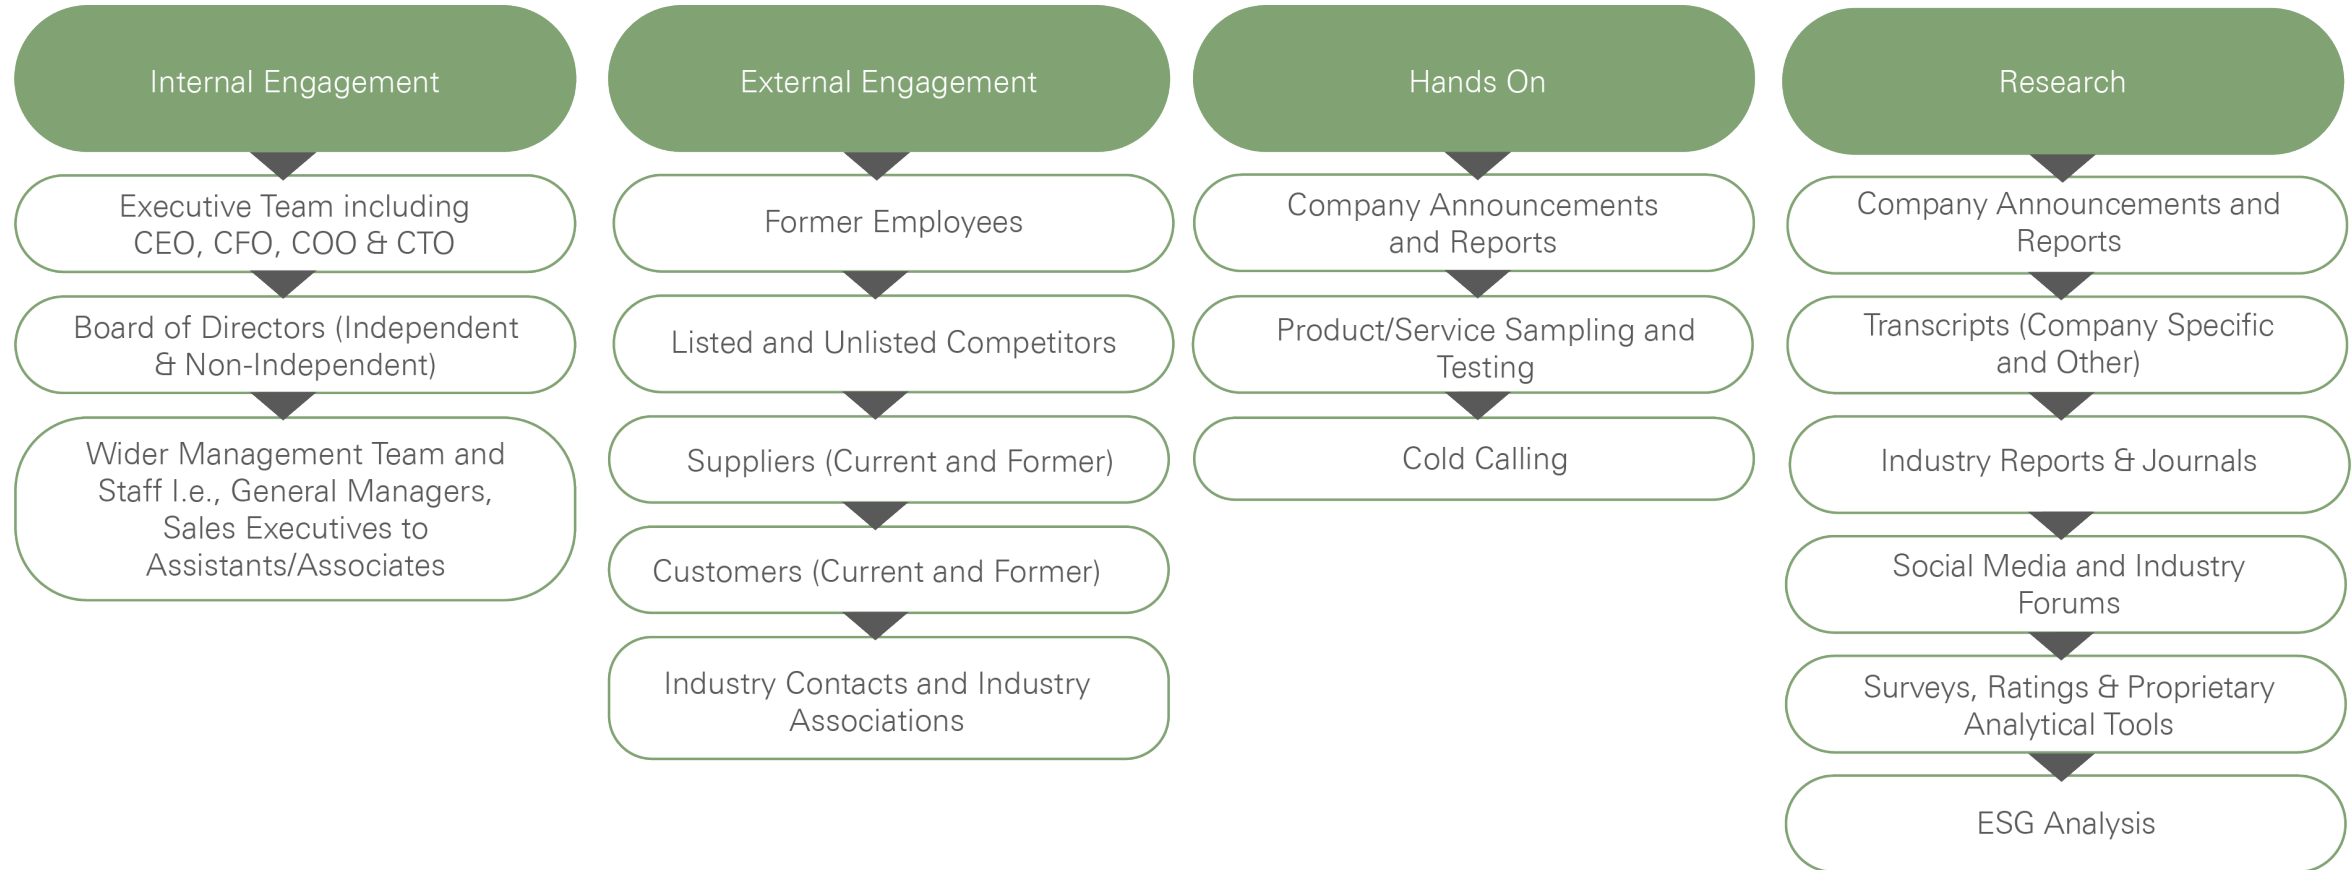 Internal Engagement
Executive Team including
CEO, CFO, COO & CTO
Board of Directors (Independent
& Non-Independent)
Wider Management Team and
Staff I.e., General Managers,
Sales Executives to
Assistants/Associates
External Engagement
Former Employees
Listed and Unlisted Competitors
Suppliers (Current and Former)
Customers (Current and Former)
Industry Contacts and Industry
Associations
Hands On
Company Announcements
and Reports
Product/Service Sampling and
Testing
Cold Calling
Research
Company Announcements and
Reports
Transcripts (Company Specific
and Other)
Industry Reports & Journals
Social Media and Industry
Forums
Surveys, Ratings & Proprietary
Analytical Tools
ESG Analysis